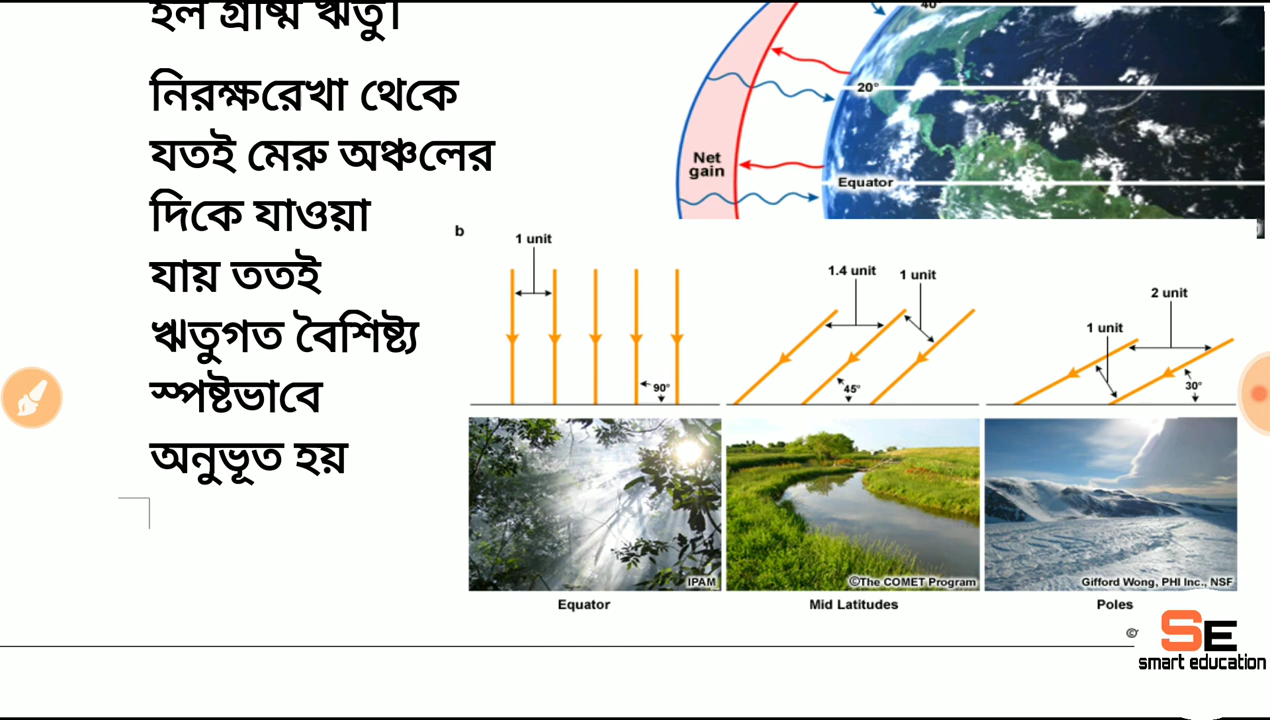 হল গ্রীষ্ম ঋতু।
নিরক্ষরেখা থেকে
যতই মেরু অঞ্চলের
দিকে যাওয়া
যায় ততই
ঋতুগত বৈশিষ্ট্য
স্পষ্টভাবে
অনুভূত হয়
40°
20°
Net
gain
Equator
b
1 unit
90°
1.4 unit
1 unit
45°
2 unit
1 unit
30°
IPAM
©The COMET Program
Gifford Wong, PHI Inc., NSF
Equator
Mid Latitudes
Poles
©
SE
smart education